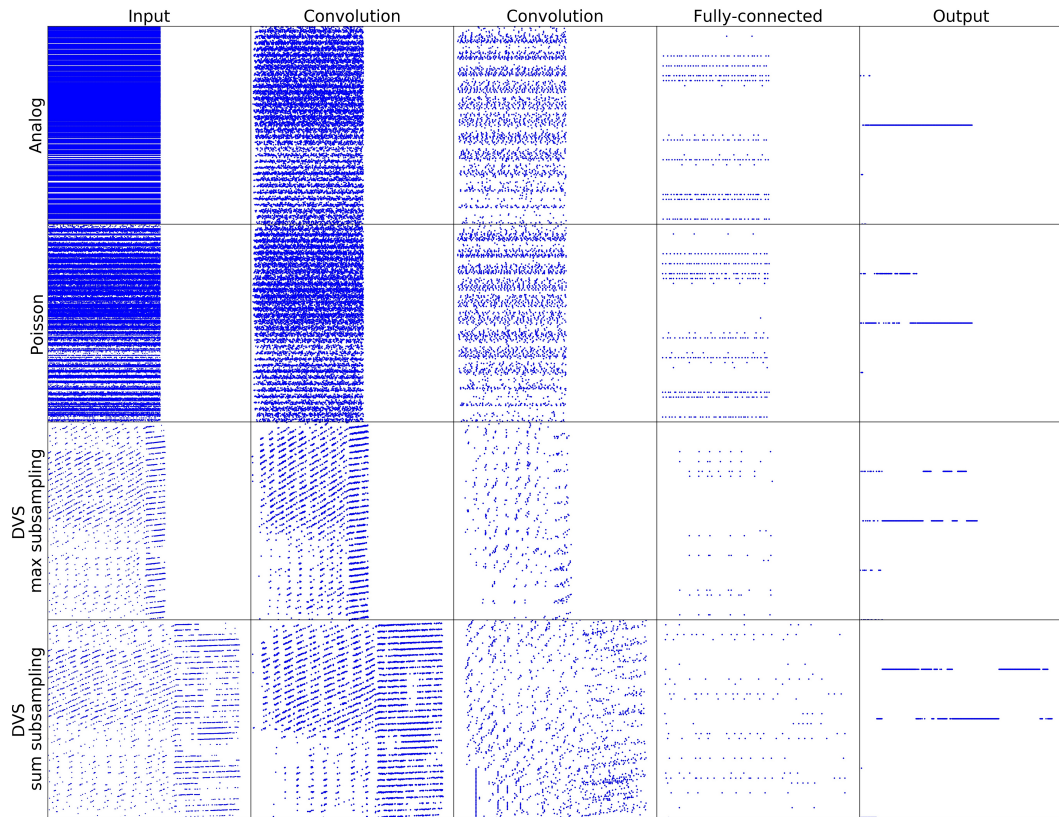 Input
Convolution
Convolution
Fully-connected
Output
Analog
Poisson
DVS
max subsampling
DVS
sum subsampling